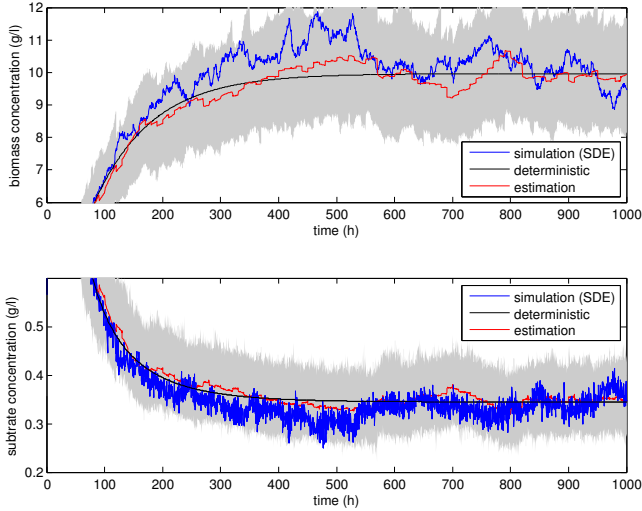 12
11
10
9
8
7
6
biomass concentration (g/l)
simulation (SDE)
deterministic
estimation
0 100 200 300 400 500 600 700 800 900 1000
time (h)
0.5
0.4
0.3
0.2
subtrate concentration (g/l)
simulation (SDE)
deterministic
estimation
0 100 200 300 400 500 600 700 800 900 1000
time (h)